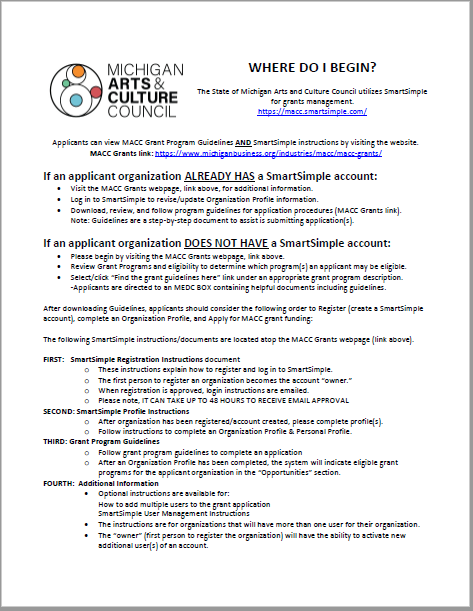 MICHIGAN
ARTS &
CULTURE
COUNCIL
WHERE DO I BEGIN?
The State of Michigan Arts and Culture Council utilizes SmartSimple
for grants management.
https://macc.smartsimple.com/
Applicants can view MACC Grant Program Guidelines AND SmartSimple instructions by visiting the website.
MACC Grants link: https://www.michiganbusiness.org/industries/macc/macc-grants/
If an applicant organization ALREADY HAS a SmartSimple account:
• Visit the MACC Grants webpage, link above, for additional information.
• Log in to SmartSimple to revise/update Organization Profile information.
• Download, review, and follow program guidelines for application procedures (MACC Grants link).
Note: Guidelines are a step-by-step document to assist is submitting application(s).
If an applicant organization DOES NOT HAVE a SmartSimple account:
• Please begin by visiting the MACC Grants webpage, link above.
• Review Grant Programs and eligibility to determine which program(s) an applicant may be eligible.
• Select/click "Find the grant guidelines here" link under an appropriate grant program description.
-Applicants are directed to an MEDC BOX containing helpful documents including guidelines.
After downloading Guidelines, applicants should consider the following order to Register (create a SmartSimple
account), complete an Organization Profile, and Apply for MACC grant funding:
The following SmartSimple instructions/documents are located atop the MACC Grants webpage (link above).
FIRST: SmartSimple Registration Instructions document
o These instructions explain how to register and log in to SmartSimple.
o The first person to register an organization becomes the account "owner."
o When registration is approved, login instructions are emailed.
o Please note, IT CAN TAKE UP TO 48 HOURS TO RECEIVE EMAIL APPROVAL
SECOND: SmartSimple Profile Instructions
o After organization has been registered/account created, please complete profile(s).
o Follow instructions to complete an Organization Profile & Personal Profile.
THIRD: Grant Program Guidelines
o Follow grant program guidelines to complete an application
o After an Organization Profile has been completed, the system will indicate eligible grant
programs for the applicant organization in the "Opportunities" section.
FOURTH: Additional Information
• Optional instructions are available for:
How to add multiple users to the grant application
SmartSimple User Management Instructions
• The instructions are for organizations that will have more than one user for their organization.
• The "owner" (first person to register the organization) will have the ability to activate new
additional user(s) of an account.